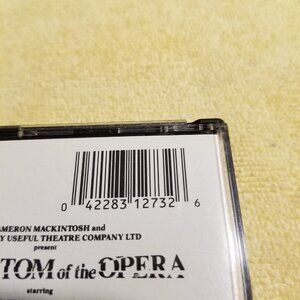 0 42283 12732 6
AMERON MACKINTOSH and
Y USEFUL THEATRE COMPANY LTD
present
TOM of the OPERA
starring